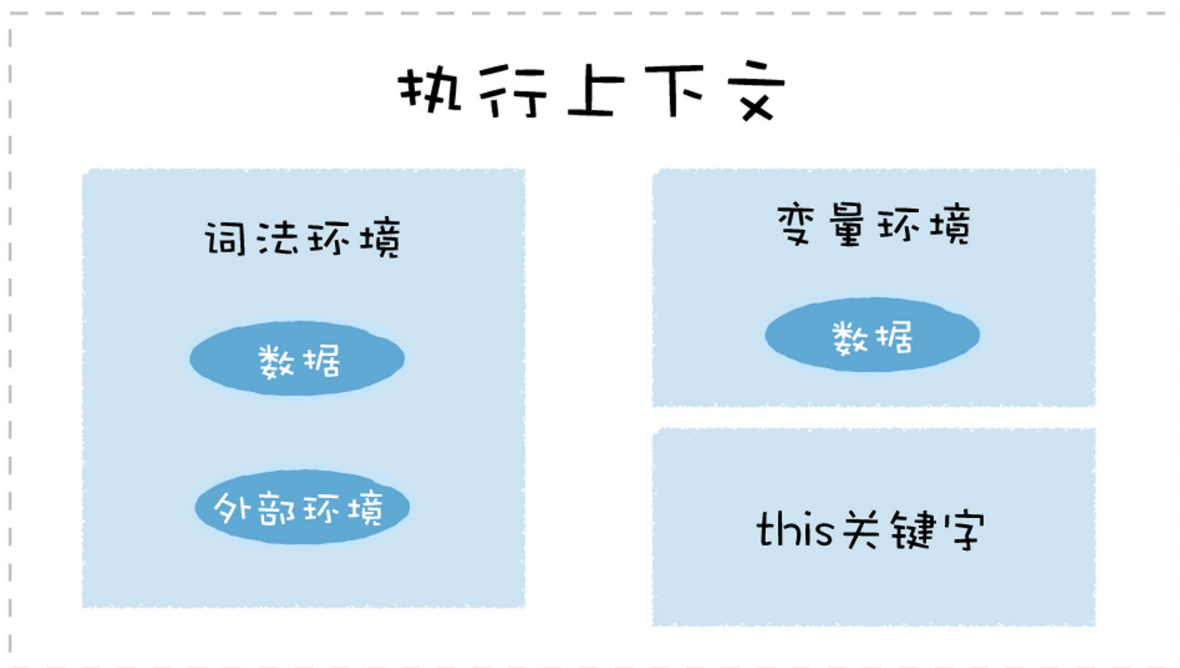 执行上下文
词法环境
数据
外部环境
变量环境
数据
this关键字